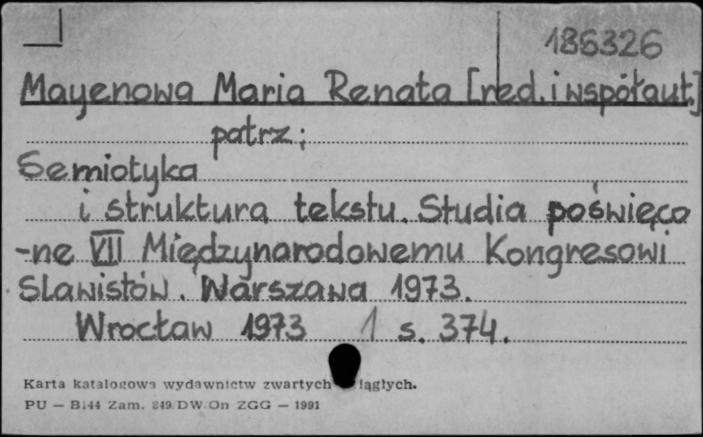 186326
Mayenowa Maria Renata [red. i współaut.]
patrz:
Semiotyka
i struktura tekstu. Studia poświęco
-ne VII Międzynarodowemu Kongresowi
Slawistów. Warszawa 1973.
Wrocław 1973 1 s. 374.
Karta katalogowa wydawnictw zwartych iągłych.
PU — B144 Zam. 849 DW On ZGG — 1991